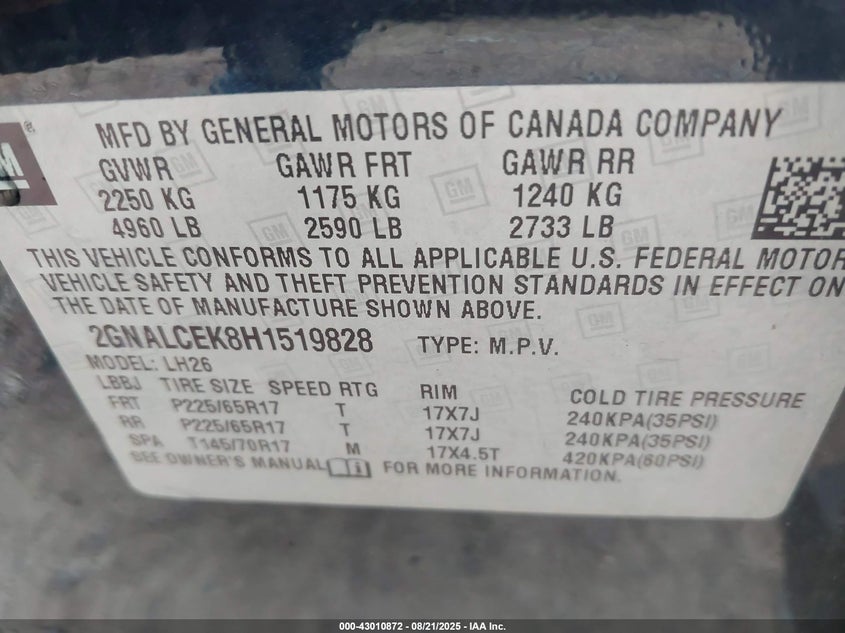 MFD BY GENERAL MOTORS OF CANADA COMPANY
GVWR GAWR FRT GAWR RR
2250 KG 1175 KG 1240 KG
4960 LB 2590 LB 2733 LB
THIS VEHICLE CONFORMS TO ALL APPLICABLE U.S. FEDERAL MOTOR
VEHICLE SAFETY AND THEFT PREVENTION STANDARDS IN EFFECT ON
THE DATE OF MANUFACTURE SHOWN ABOVE.
2GNALCEK8H1519828 TYPE: M.P.V.
MODEL: LH26
LBBJ TIRE SIZE SPEED RTG RIM COLD TIRE PRESSURE
FRT P225/65R17 T 17X7J 240KPA(35PSI)
RR P225/65R17 T 17X7J 240KPA(35PSI)
SPA T145/70R17 M 17X4.5T 420KPA(60PSI)
SEE OWNER'S MANUAL FOR MORE INFORMATION.
000-43010872 - 08/21/2025 - IAA Inc.